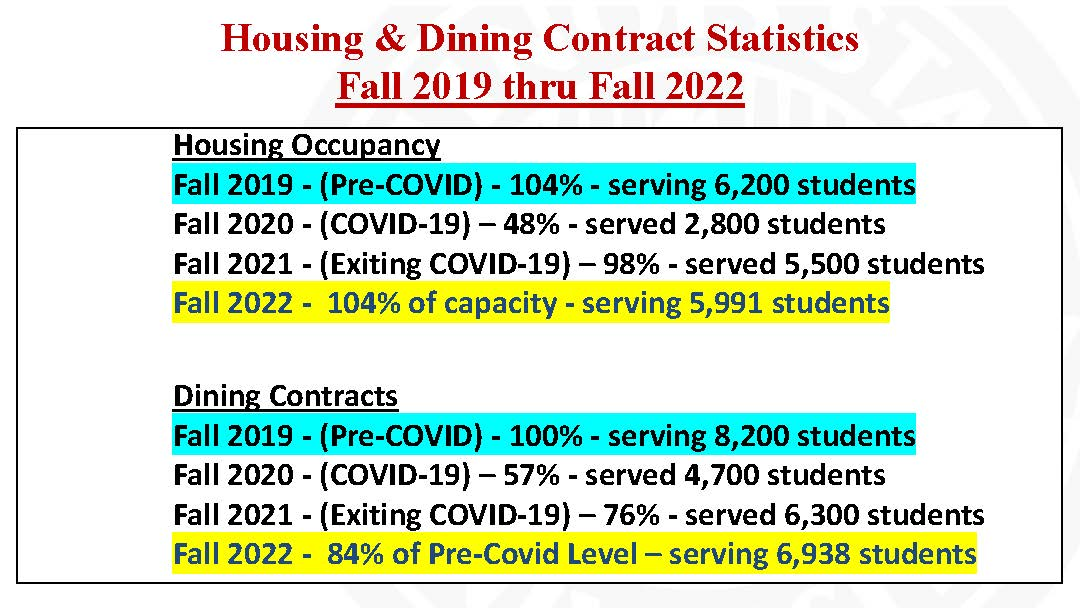 Housing & Dining Contract Statistics
Fall 2019 thru Fall 2022
Housing Occupancy
Fall 2019 - (Pre-COVID) - 104% - serving 6,200 students
Fall 2020 - (COVID-19) – 48% - served 2,800 students
Fall 2021 - (Exiting COVID-19) – 98% - served 5,500 students
Fall 2022 -  104% of capacity - serving 5,991 students
Dining Contracts
Fall 2019 - (Pre-COVID) - 100% - serving 8,200 students
Fall 2020 - (COVID-19) – 57% - served 4,700 students
Fall 2021 - (Exiting COVID-19) – 76% - served 6,300 students
Fall 2022 -  84% of Pre-Covid Level – serving 6,938 students